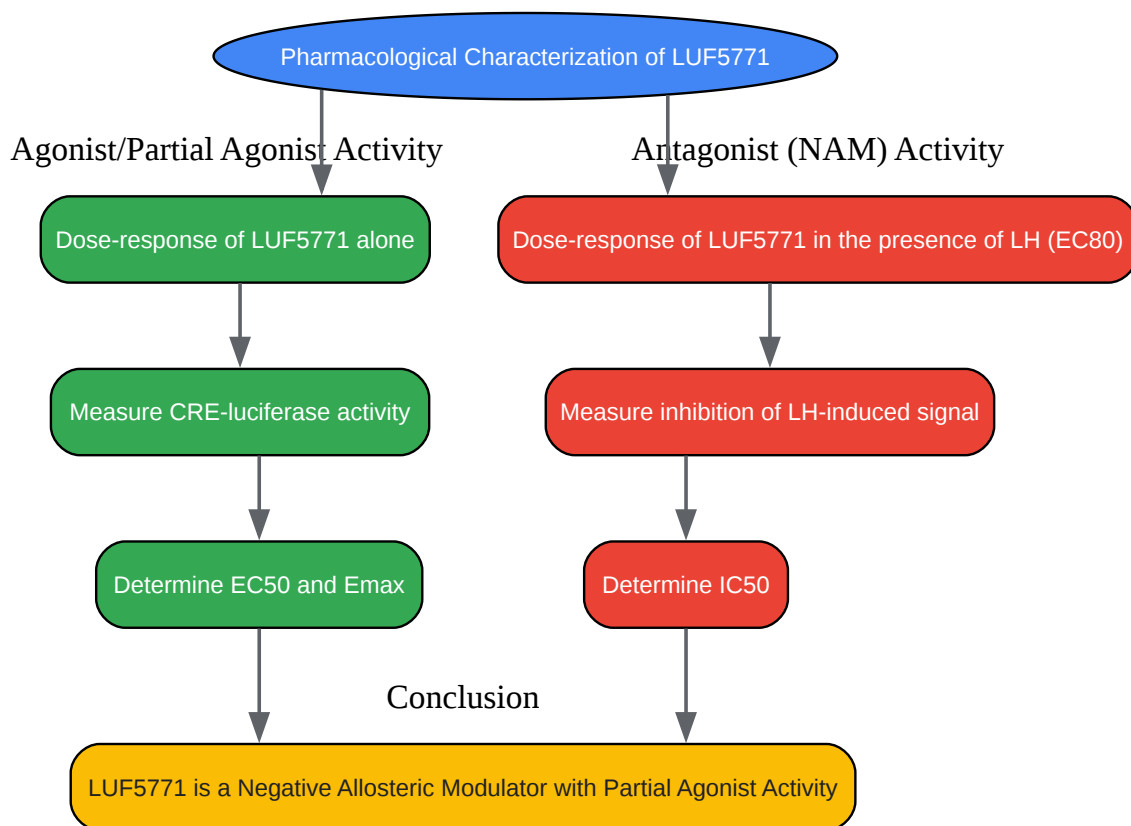 Pharmacological Characterization of LUF5771
Agonist/Partial Agonist Activity
Antagonist (NAM) Activity
Dose-response of LUF5771 alone
Dose-response of LUF5771 in the presence of LH (EC80)
Measure CRE-luciferase activity
Measure inhibition of LH-induced signal
Determine EC50 and Emax
Determine IC50
Conclusion
LUF5771 is a Negative Allosteric Modulator with Partial Agonist Activity